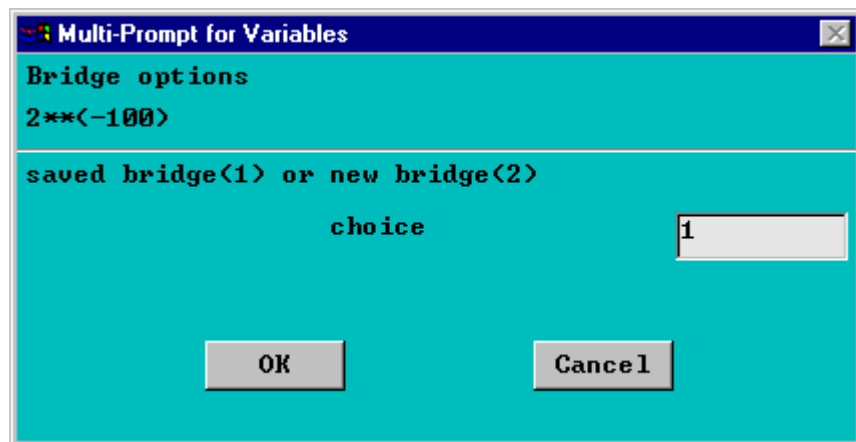 Multi-Prompt for Variables
Bridge options
2**(-100)
saved bridge(1) or new bridge(2)
choice 1
OK Cancel